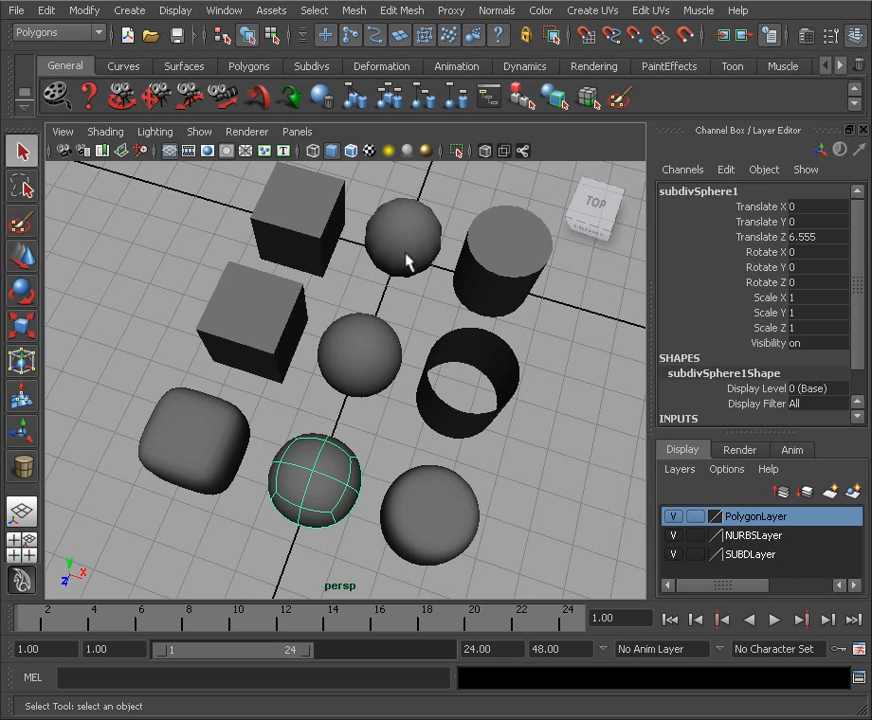 File Edit Modify Create Display Window Assets Select Mesh Edit Mesh Proxy Normals Color Create UVs Edit UVs Muscle Help
Polygons
General Curves Surfaces Polygons Subdivs Deformation Animation Dynamics Rendering PaintEffects Toon Muscle
View Shading Lighting Show Renderer Panels
TOP
persp
Y
X
Z
Channel Box / Layer Editor
Channels Edit Object Show
subdivSphere1
Translate X 0
Translate Y 0
Translate Z 6.555
Rotate X 0
Rotate Y 0
Rotate Z 0
Scale X 1
Scale Y 1
Scale Z 1
Visibility on
SHAPES
subdivSphere1Shape
Display Level 0 (Base)
Display Filter All
INPUTS
Display Render Anim
Layers Options Help
V PolygonLayer
V NURBSLayer
V SUBDLayer
2 4 6 8 10 12 14 16 18 20 22 24 1.00
1.00 1.00 1 24 24.00 48.00 No Anim Layer No Character Set
MEL
Select Tool: select an object